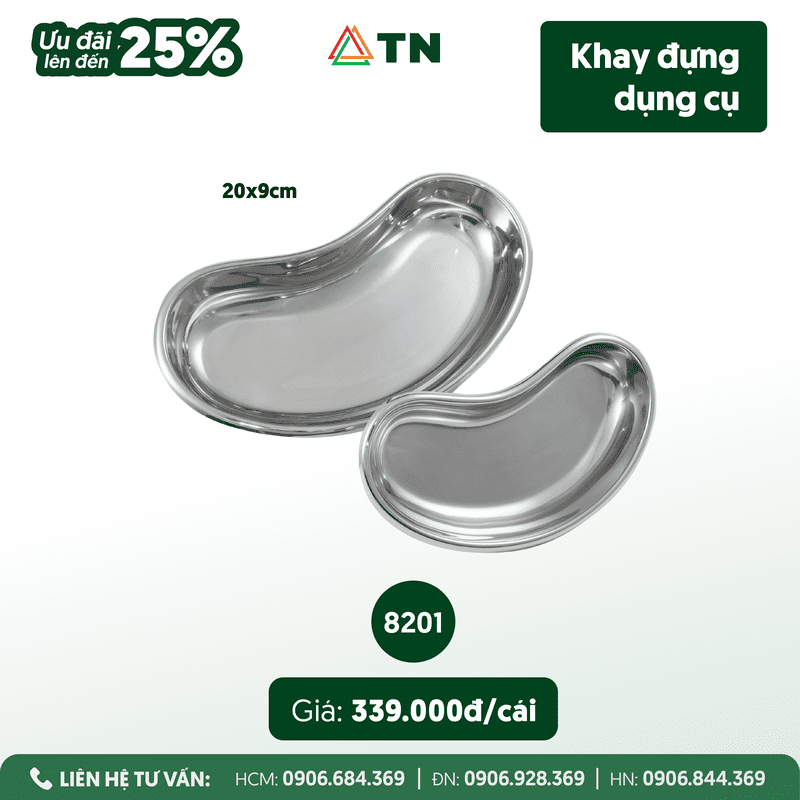 Ưu đãi
lên đến 25%
TN
Khay đựng
dụng cụ
20x9cm
8201
Giá: 339.000đ/cái
LIÊN HỆ TƯ VẤN: HCM: 0906.684.369 | ĐN: 0906.928.369 | HN: 0906.844.369